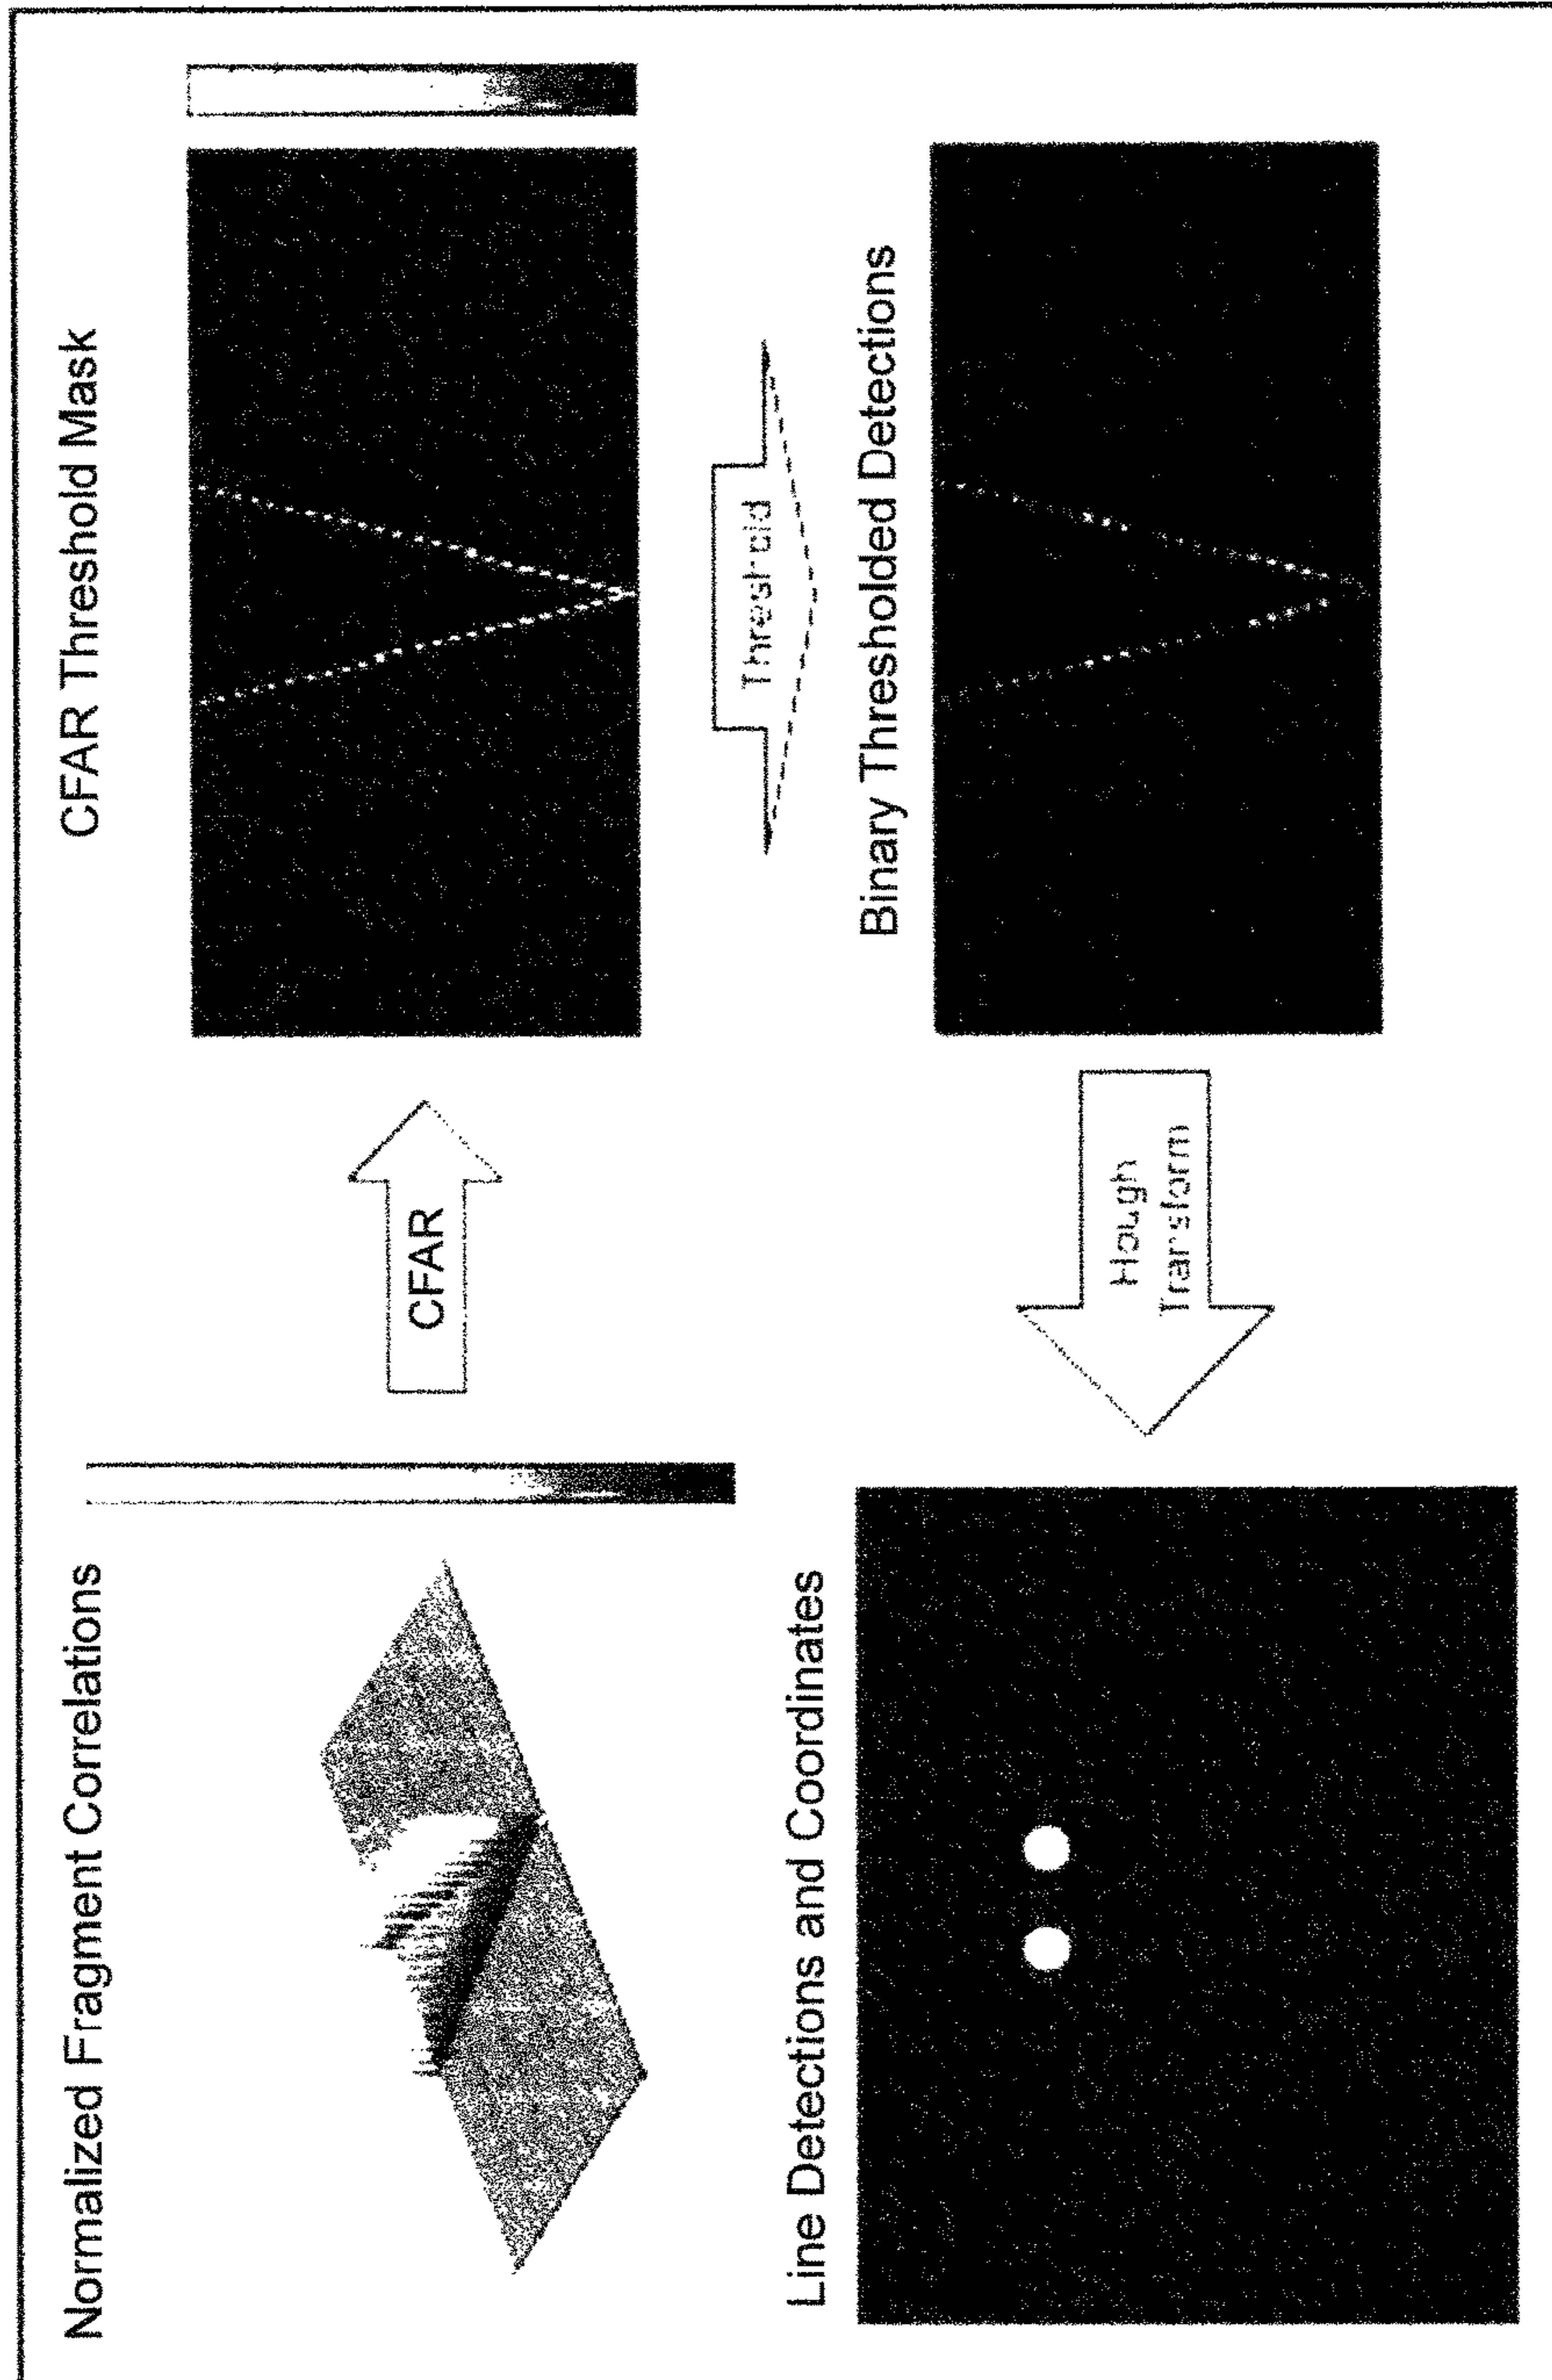 Normalized Fragment Correlations
CFAR
CFAR Threshold Mask
Threshold
Binary Thresholded Detections
Hough
Transform
Line Detections and Coordinates